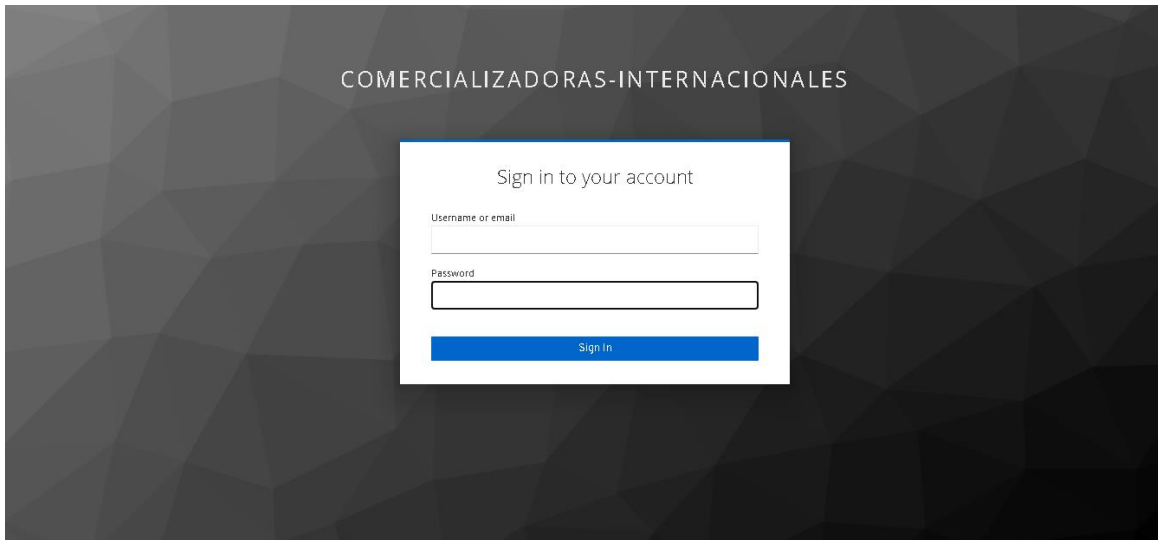 COMERCIALIZADORAS-INTERNACIONALES
Sign in to your account
Username or email
Password
Sign In